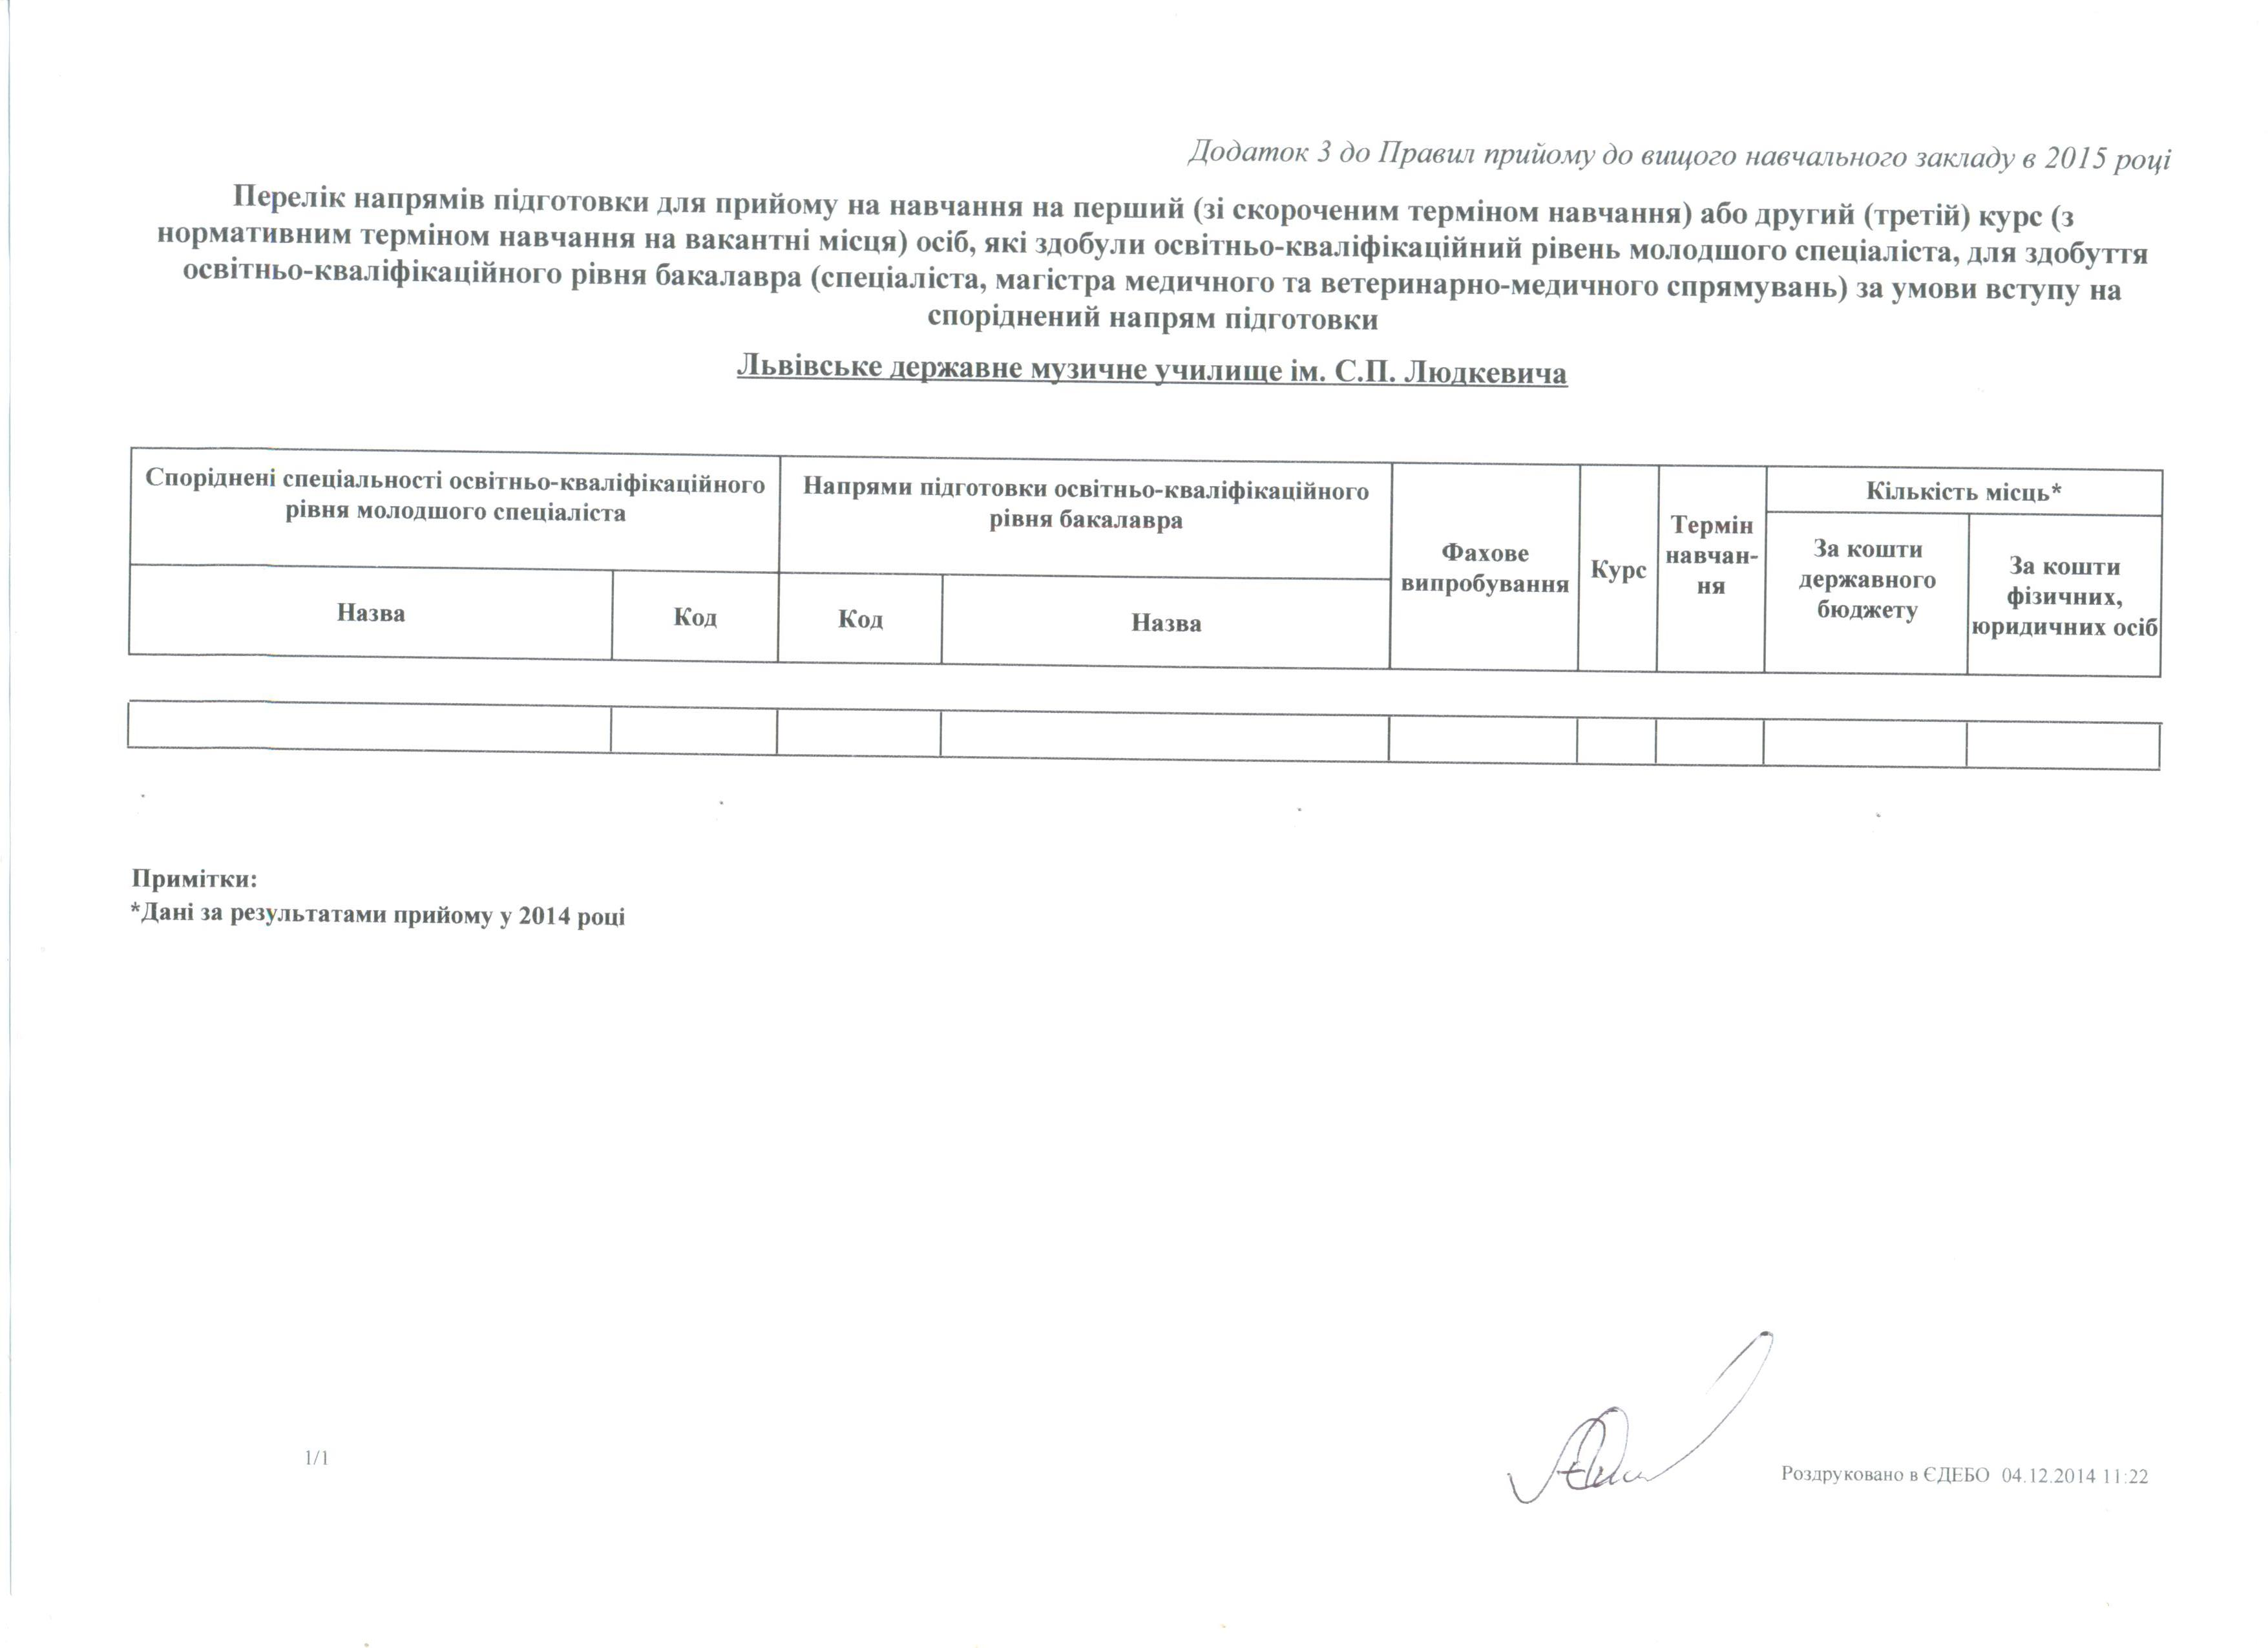 Додаток 3 до Правил прийому до вищого навчального закладу в 2015 році
Перелік напрямів підготовки для прийому на навчання на перший (зі скороченим терміном навчання) або другий (третій) курс (з
нормативним терміном навчання на вакантні місця) осіб, які здобули освітньо-кваліфікаційний рівень молодшого спеціаліста, для здобуття
освітньо-кваліфікаційного рівня бакалавра (спеціаліста, магістра медичного та ветеринарно-медичного спрямувань) за умови вступу на
споріднений напрям підготовки
Львівське державне музичне училище ім. С.П. Людкевича
Споріднені спеціальності освітньо-кваліфікаційного
рівня молодшого спеціаліста
Напрями підготовки освітньо-кваліфікаційного
рівня бакалавра
Фахове
випробування
Курс
Термін
навчан-
ня
Кількість місць*
За кошти
державного
бюджету
За кошти
фізичних,
юридичних осіб
Назва
Код
Код
Назва
Примітки:
*Дані за результатами прийому у 2014 році
1/1
Роздруковано в ЄДЕБО 04.12.2014 11:22